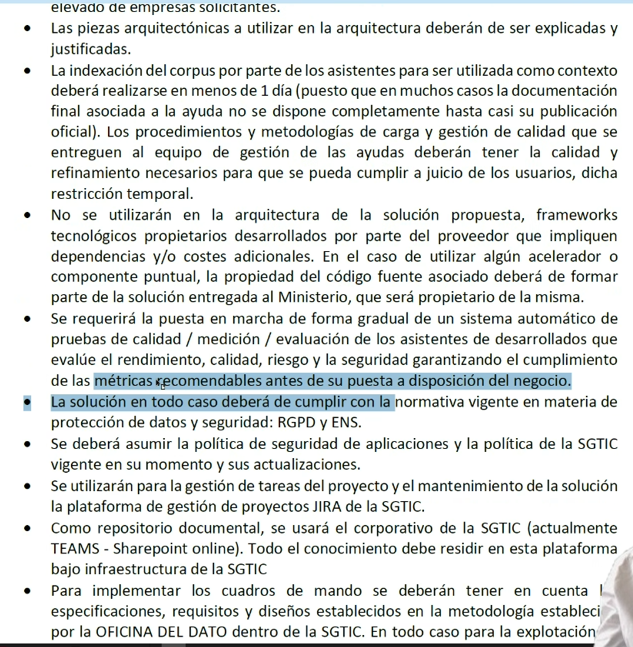 elevado de empresas solicitantes.
• Las piezas arquitectónicas a utilizar en la arquitectura deberán de ser explicadas y
justificadas.
• La indexación del corpus por parte de los asistentes para ser utilizada como contexto
deberá realizarse en menos de 1 día (puesto que en muchos casos la documentación
final asociada a la ayuda no se dispone completamente hasta casi su publicación
oficial). Los procedimientos y metodologías de carga y gestión de calidad que se
entreguen al equipo de gestión de las ayudas deberán tener la calidad y
refinamiento necesarios para que se pueda cumplir a juicio de los usuarios, dicha
restricción temporal.
• No se utilizarán en la arquitectura de la solución propuesta, frameworks
tecnológicos propietarios desarrollados por parte del proveedor que impliquen
dependencias y/o costes adicionales. En el caso de utilizar algún acelerador o
componente puntual, la propiedad del código fuente asociado deberá de formar
parte de la solución entregada al Ministerio, que será propietario de la misma.
• Se requerirá la puesta en marcha de forma gradual de un sistema automático de
pruebas de calidad / medición / evaluación de los asistentes de desarrollados que
evalúe el rendimiento, calidad, riesgo y la seguridad garantizando el cumplimiento
de las métricas recomendables antes de su puesta a disposición del negocio.
• La solución en todo caso deberá de cumplir con la normativa vigente en materia de
protección de datos y seguridad: RGPD y ENS.
• Se deberá asumir la política de seguridad de aplicaciones y la política de la SGTIC
vigente en su momento y sus actualizaciones.
• Se utilizarán para la gestión de tareas del proyecto y el mantenimiento de la solución
la plataforma de gestión de proyectos JIRA de la SGTIC.
• Como repositorio documental, se usará el corporativo de la SGTIC (actualmente
TEAMS - Sharepoint online). Todo el conocimiento debe residir en esta plataforma
bajo infraestructura de la SGTIC
• Para implementar los cuadros de mando se deberán tener en cuenta
especificaciones, requisitos y diseños establecidos en la metodología
por la OFICINA DEL DATO dentro de la SGTIC. En todo caso para la explotación